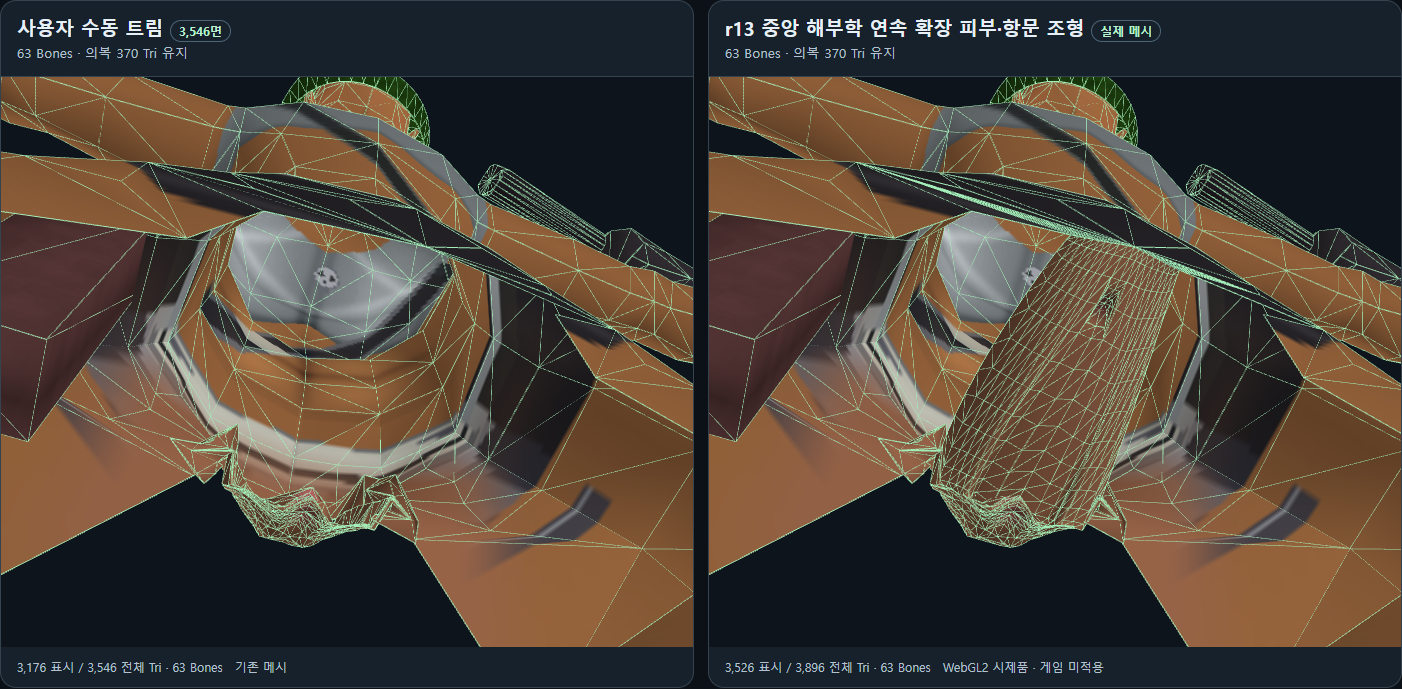 사용자 수동 트림 3,546면
63 Bones · 의복 370 Tri 유지
3,176 표시 / 3,546 전체 Tri · 63 Bones 기존 메시
r13 중앙 해부학 연속 확장 피부·항문 조형 실제 메시
63 Bones · 의복 370 Tri 유지
3,526 표시 / 3,896 전체 Tri · 63 Bones WebGL2 시제품 · 게임 미적용